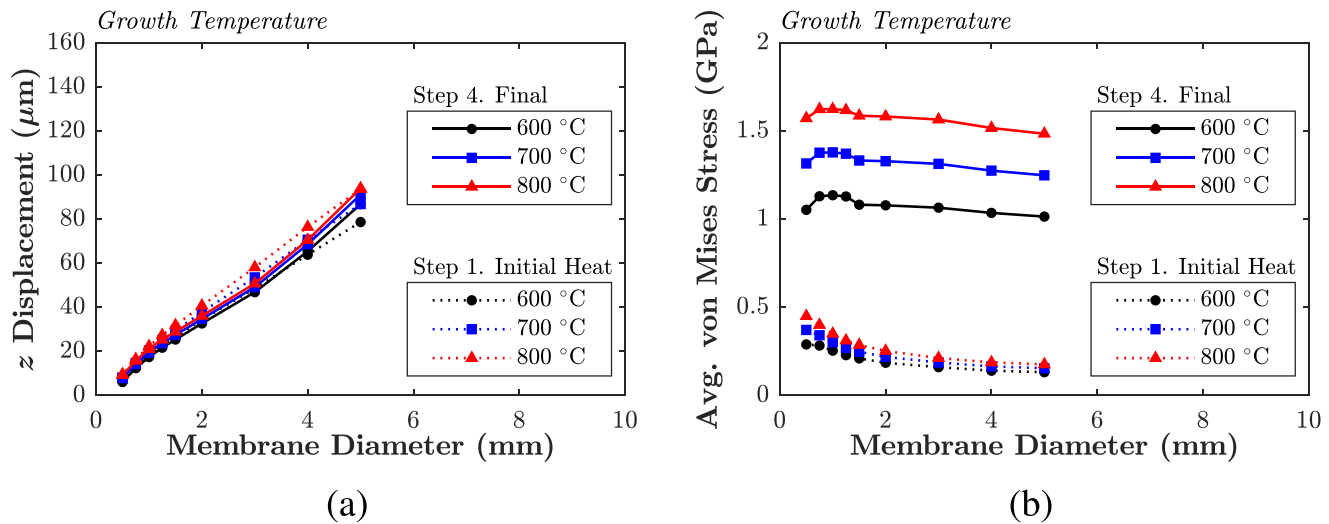 Growth Temperature
160
140
120
100
80
60
40
20
0
0 2 4 6 8 10
z Displacement (μm)
Membrane Diameter (mm)
Step 4. Final
600 °C
700 °C
800 °C
Step 1. Initial Heat
600 °C
700 °C
800 °C
(a)
Growth Temperature
2
1.5
1
0.5
0
0 2 4 6 8 10
Avg. von Mises Stress (GPa)
Membrane Diameter (mm)
Step 4. Final
600 °C
700 °C
800 °C
Step 1. Initial Heat
600 °C
700 °C
800 °C
(b)